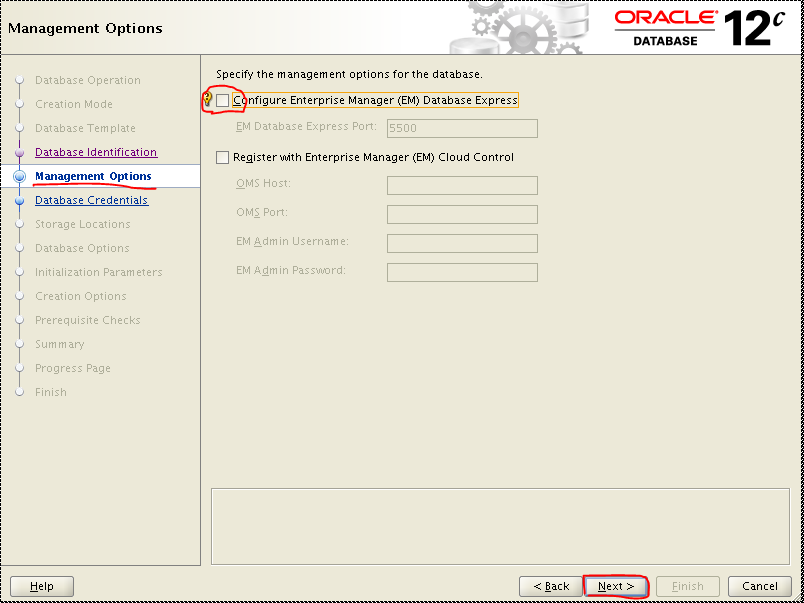 Management Options
ORACLE
DATABASE
12c
Database Operation
Creation Mode
Database Template
Database Identification
Management Options
Database Credentials
Storage Locations
Database Options
Initialization Parameters
Creation Options
Prerequisite Checks
Summary
Progress Page
Finish
Specify the management options for the database.
Configure Enterprise Manager (EM) Database Express
EM Database Express Port: 5500
Register with Enterprise Manager (EM) Cloud Control
OMS Host:
OMS Port:
EM Admin Username:
EM Admin Password:
Help
< Back
Next >
Finish
Cancel